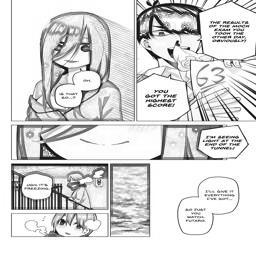 THE RESULTS
OF THE MOCK
EXAM YOU
TOOK THE
OTHER DAY,
OBVIOUSLY!
63
YOU
GOT THE
HIGHEST
SCORE!
OH.
IS THAT
SO...?
I'M SEEING
LIGHT AT THE
END OF THE
TUNNEL!
UGH, IT'S
FREEZING.
I'LL GIVE IT
EVERYTHING
I'VE GOT...
SO JUST
YOU
WATCH,
FUTARO.